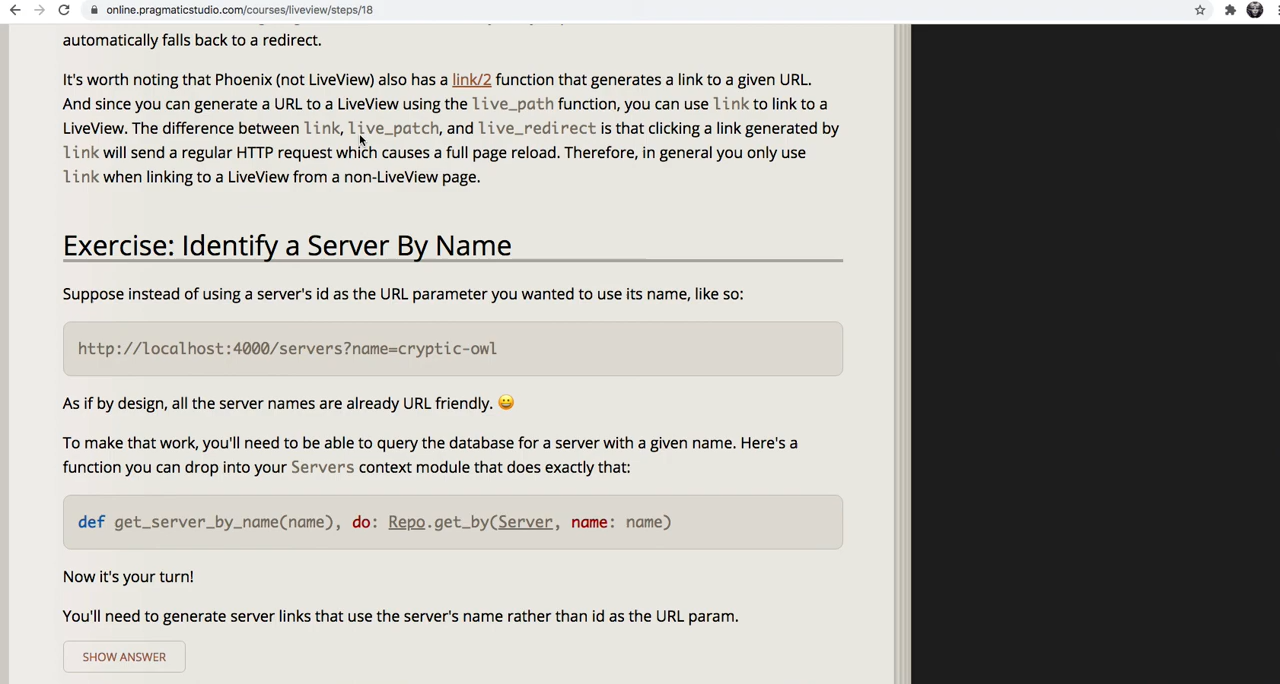 online.pragmaticstudio.com/courses/liveview/steps/18
automatically falls back to a redirect.
It's worth noting that Phoenix (not LiveView) also has a link/2 function that generates a link to a given URL.
And since you can generate a URL to a LiveView using the live_path function, you can use link to link to a
LiveView. The difference between link, live_patch, and live_redirect is that clicking a link generated by
link will send a regular HTTP request which causes a full page reload. Therefore, in general you only use
link when linking to a LiveView from a non-LiveView page.
Exercise: Identify a Server By Name
Suppose instead of using a server's id as the URL parameter you wanted to use its name, like so:
http://localhost:4000/servers?name=cryptic-owl
As if by design, all the server names are already URL friendly. 😀
To make that work, you'll need to be able to query the database for a server with a given name. Here's a
function you can drop into your Servers context module that does exactly that:
def get_server_by_name(name), do: Repo.get_by(Server, name: name)
Now it's your turn!
You'll need to generate server links that use the server's name rather than id as the URL param.
SHOW ANSWER